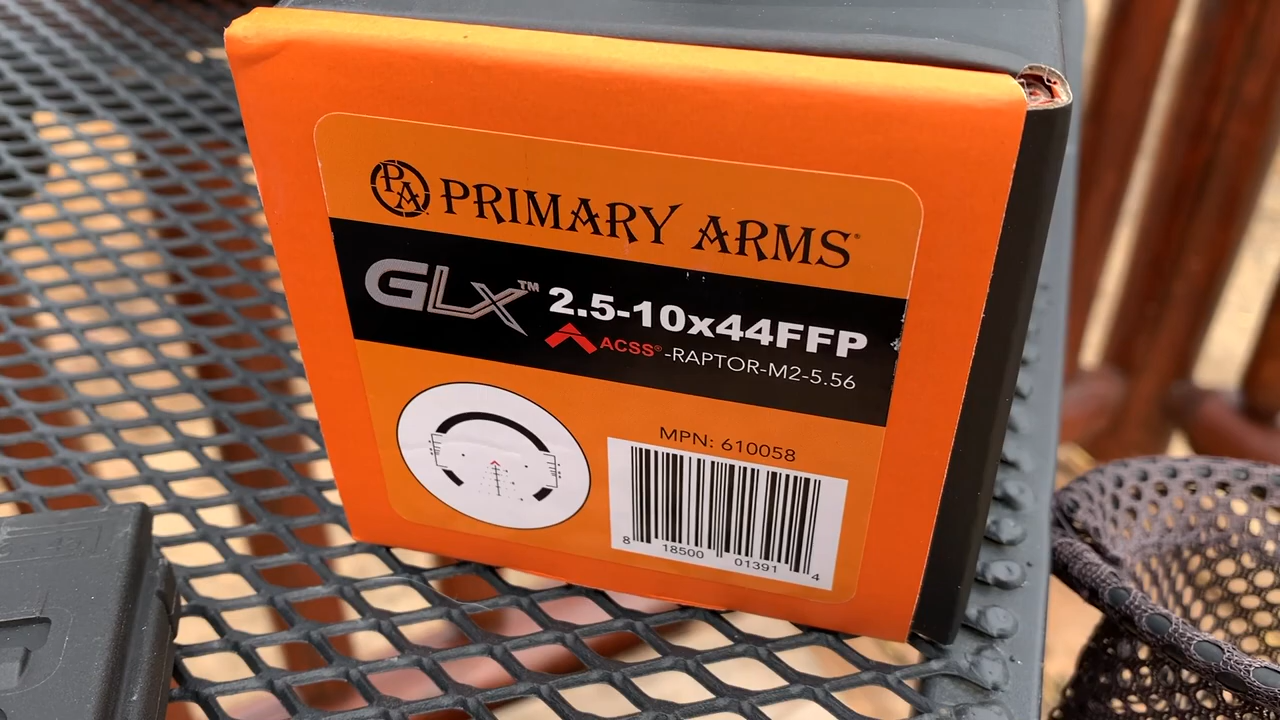 PA PRIMARY ARMS®
GLx™ 2.5-10x44FFP
ACSS®-RAPTOR-M2-5.56
MPN: 610058
8 18500 01391 4